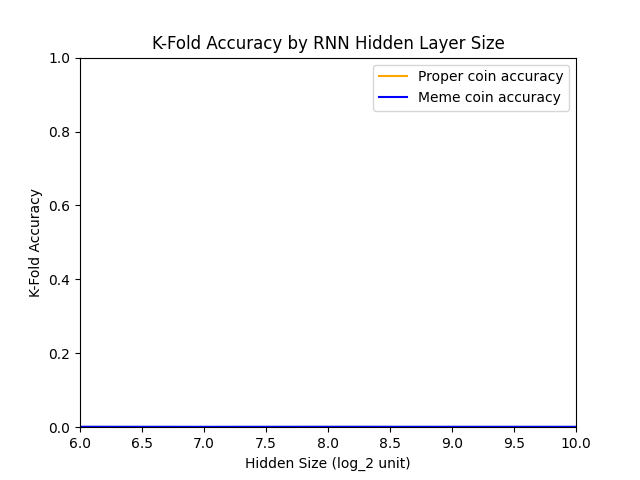 K-Fold Accuracy by RNN Hidden Layer Size
Proper coin accuracy
Meme coin accuracy
K-Fold Accuracy
1.0
0.8
0.6
0.4
0.2
0.0
6.0 6.5 7.0 7.5 8.0 8.5 9.0 9.5 10.0
Hidden Size (log_2 unit)